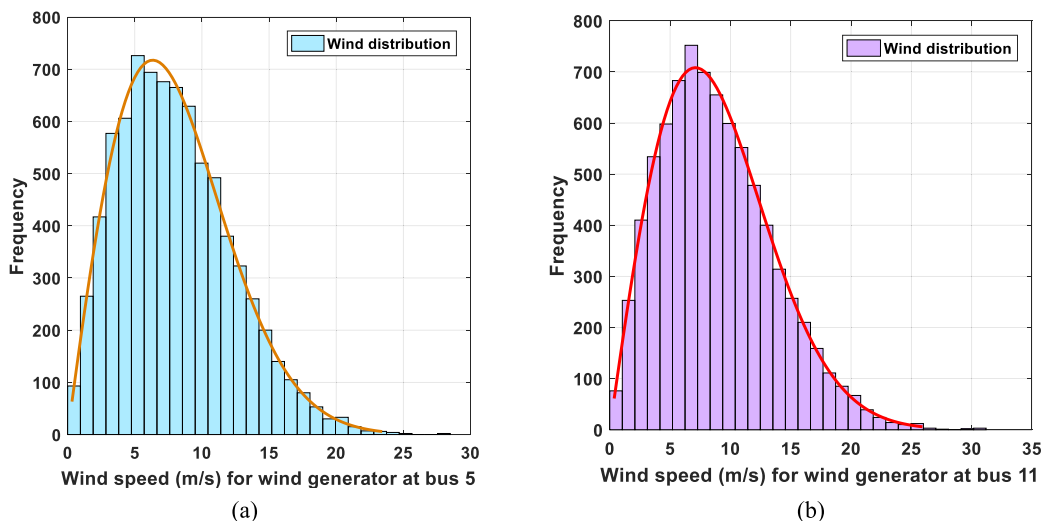 800
700
600
500
400
300
200
100
0
Frequency
Wind distribution
0 5 10 15 20 25 30
Wind speed (m/s) for wind generator at bus 5
(a)
800
700
600
500
400
300
200
100
0
Frequency
Wind distribution
0 5 10 15 20 25 30 35
Wind speed (m/s) for wind generator at bus 11
(b)